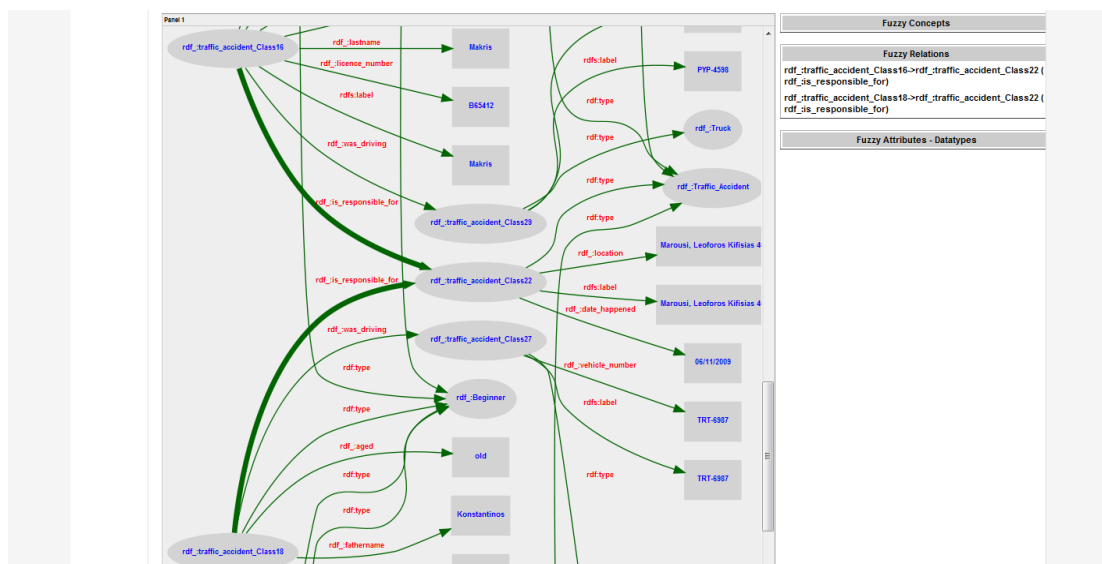 Panel 1
rdf_:traffic_accident_Class16
rdf_:lastname
Makris
rdf_:licence_number
B65412
rdfs:label
Makris
rdf_:was_driving
rdf_:is_responsible_for
rdf_:traffic_accident_Class29
rdf_:is_responsible_for
rdf_:traffic_accident_Class22
rdf_:was_driving
rdf_:traffic_accident_Class27
rdf:type
rdf_:Beginner
rdf:type
rdf_:aged
old
rdf:type
rdf:type
Konstantinos
rdf_:fathername
rdf_:traffic_accident_Class18
rdfs:label
PYP-4598
rdf:type
rdf:type
rdf_:Truck
rdf:type
rdf_:Traffic_Accident
rdf:type
rdf_:location
Marousi, Leoforos Kifisias 4
rdfs:label
Marousi, Leoforos Kifisias 4
rdf_:date_happened
06/11/2009
rdf_:vehicle_number
TRT-6987
rdfs:label
TRT-6987
rdf:type
Fuzzy Concepts
Fuzzy Relations
rdf_:traffic_accident_Class16->rdf_:traffic_accident_Class22 (
rdf_:is_responsible_for)
rdf_:traffic_accident_Class18->rdf_:traffic_accident_Class22 (
rdf_:is_responsible_for)
Fuzzy Attributes - Datatypes